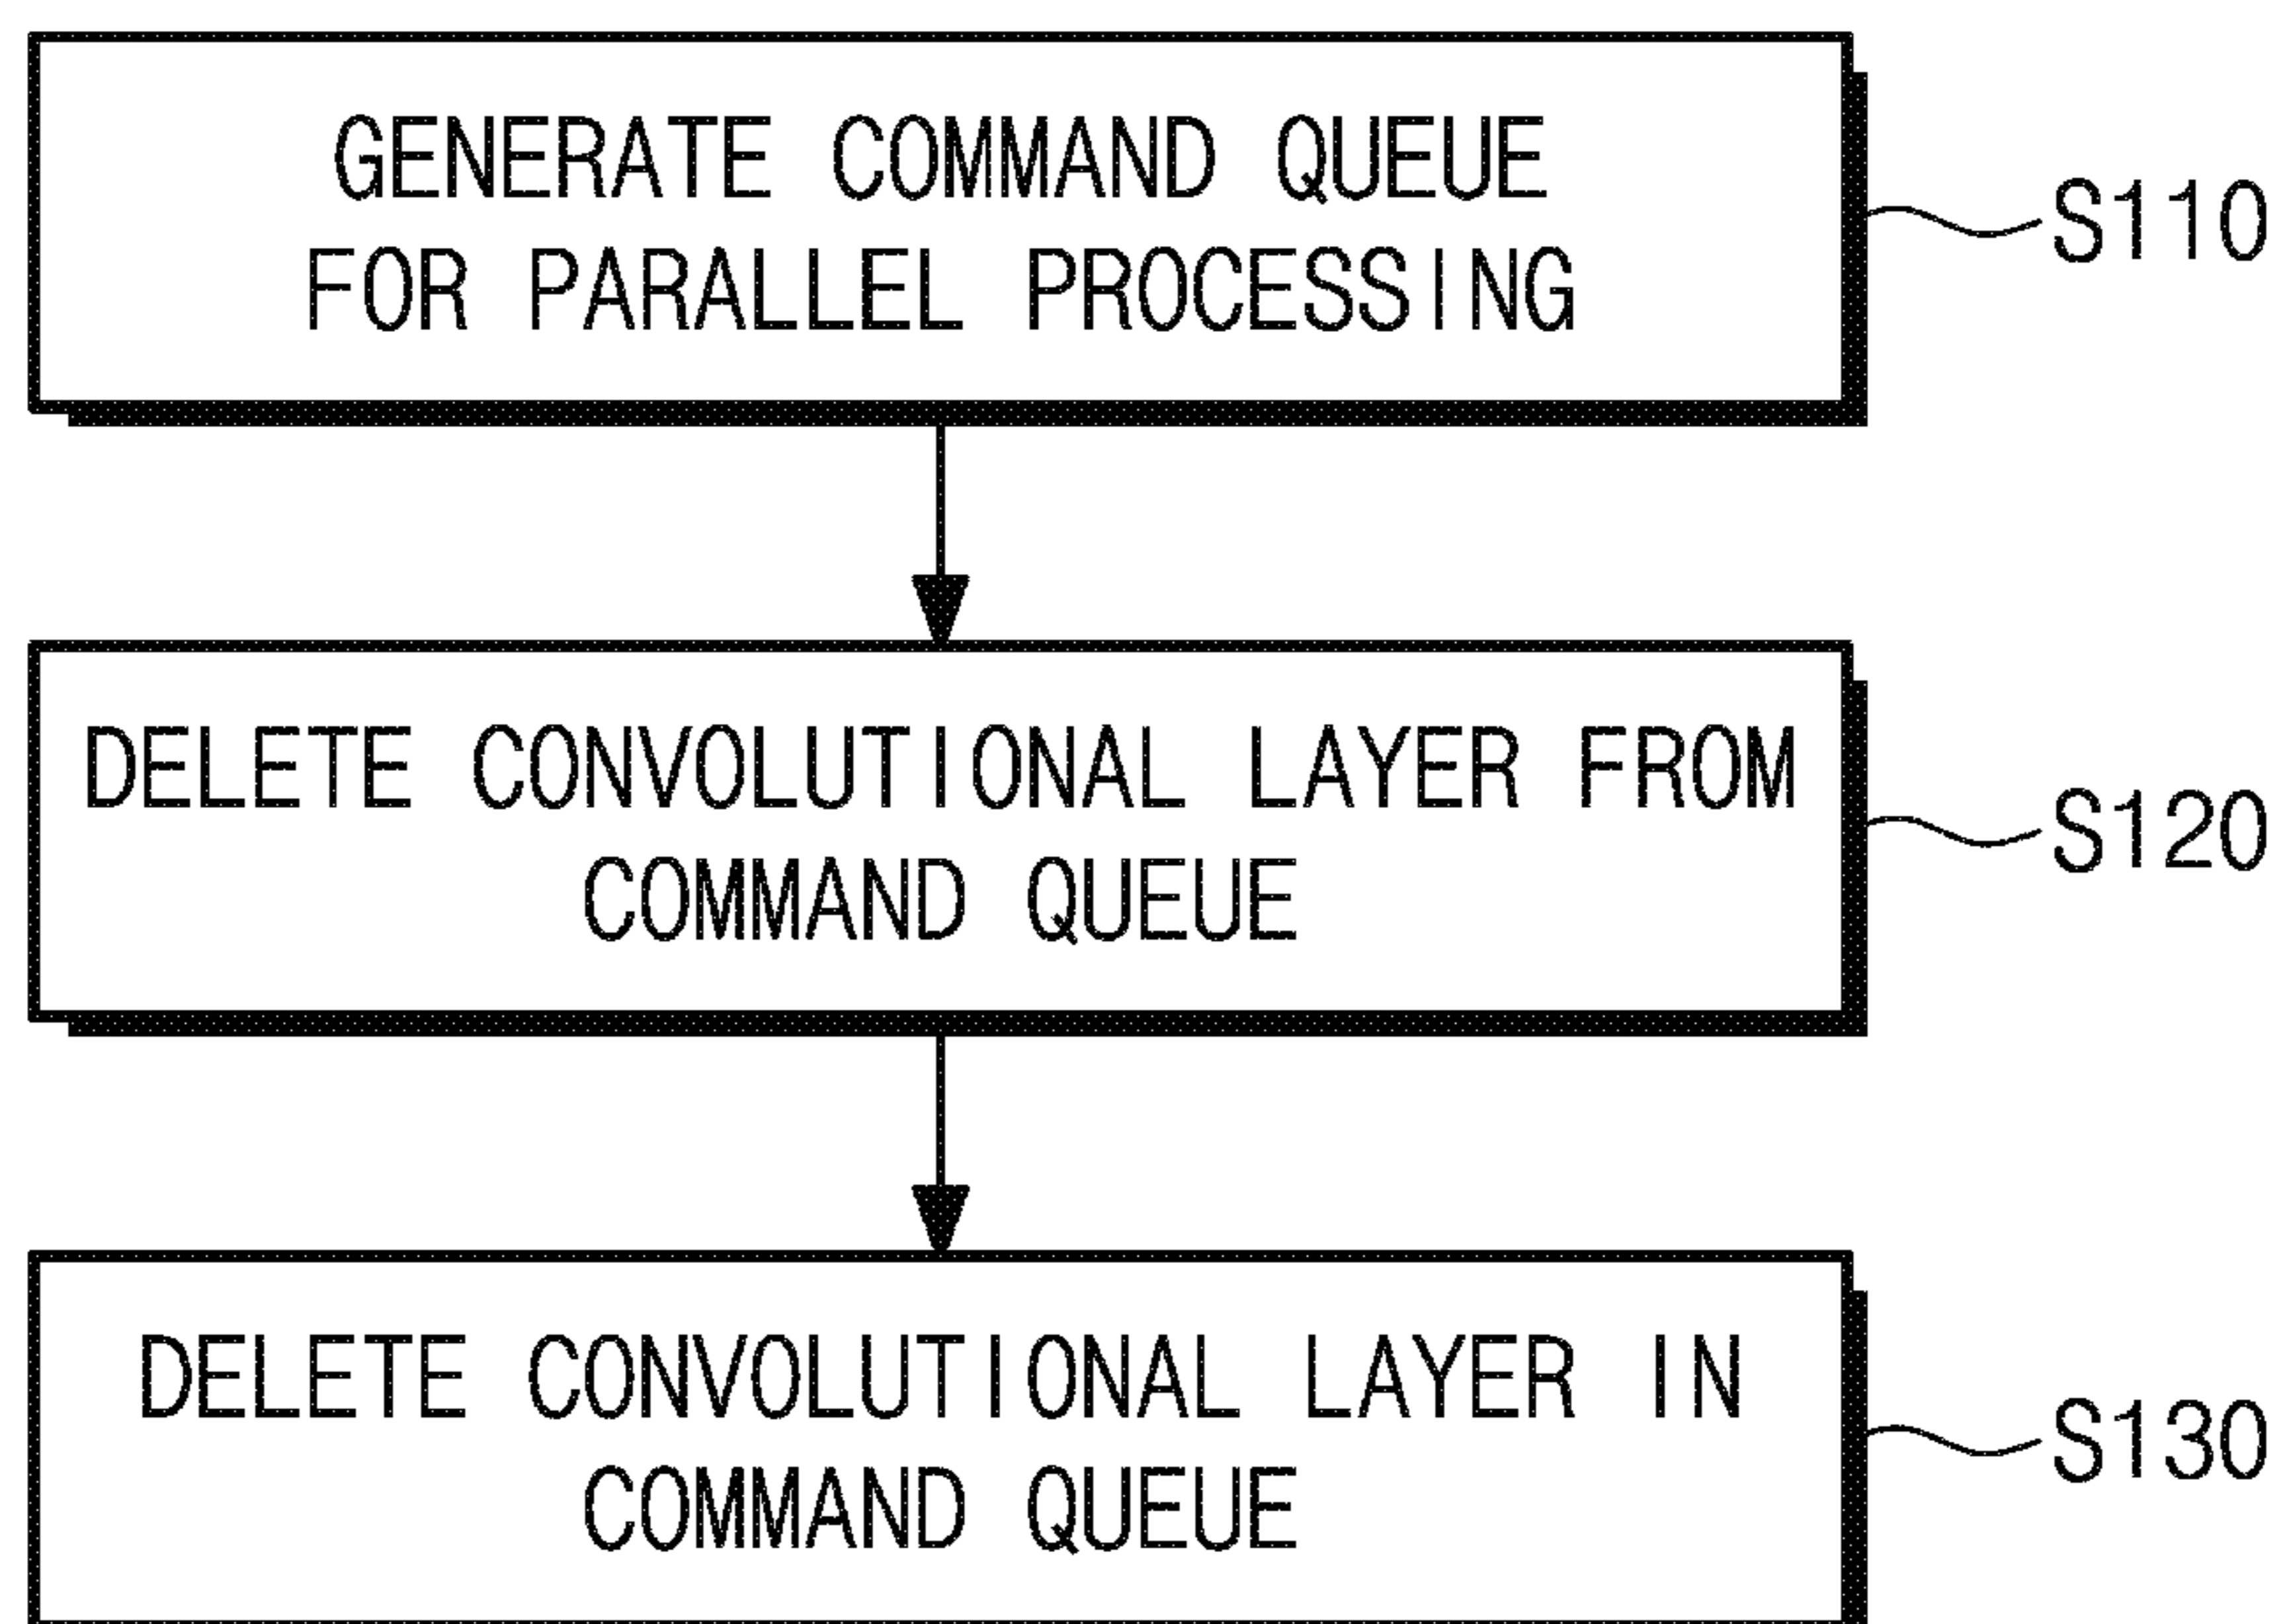 GENERATE COMMAND QUEUE
FOR PARALLEL PROCESSING
S110
DELETE CONVOLUTIONAL LAYER FROM
COMMAND QUEUE
S120
DELETE CONVOLUTIONAL LAYER IN
COMMAND QUEUE
S130